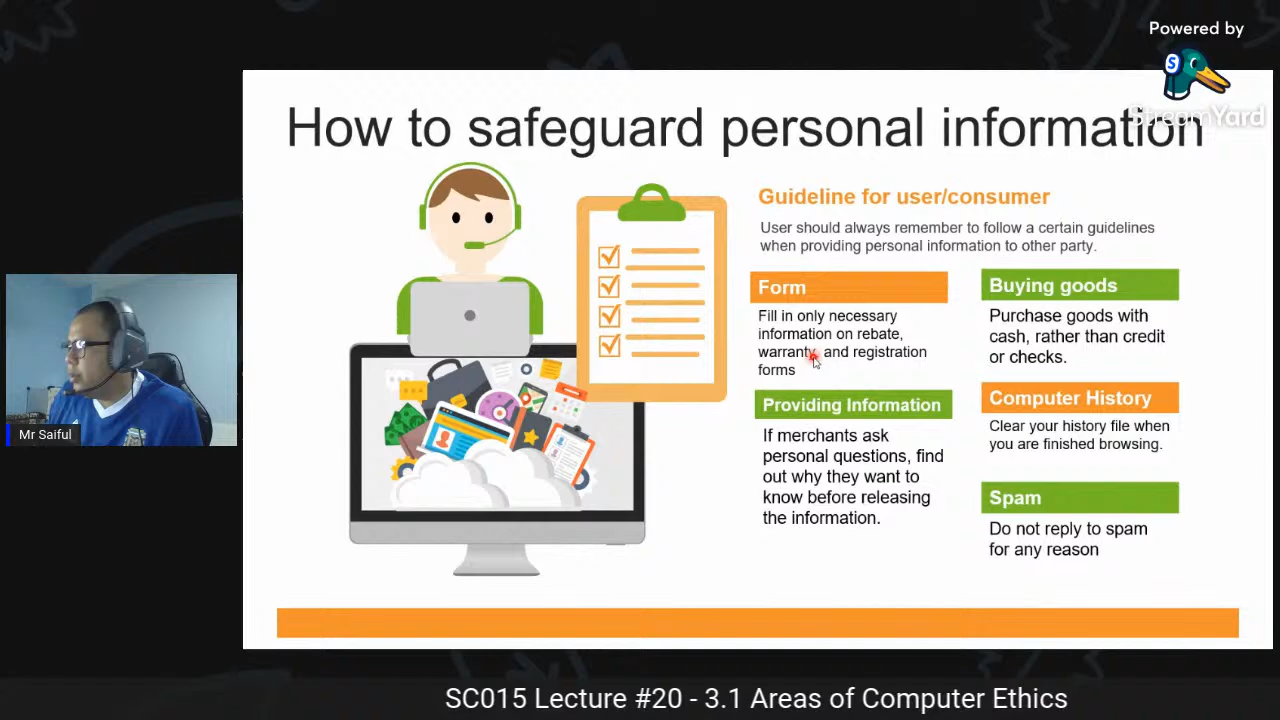 Powered by
StreamYard
How to safeguard personal information
Guideline for user/consumer
User should always remember to follow a certain guidelines
when providing personal information to other party.
Form
Fill in only necessary
information on rebate,
warranty, and registration
forms
Providing Information
If merchants ask
personal questions, find
out why they want to
know before releasing
the information.
Buying goods
Purchase goods with
cash, rather than credit
or checks.
Computer History
Clear your history file when
you are finished browsing.
Spam
Do not reply to spam
for any reason
Mr Saiful
SC015 Lecture #20 - 3.1 Areas of Computer Ethics